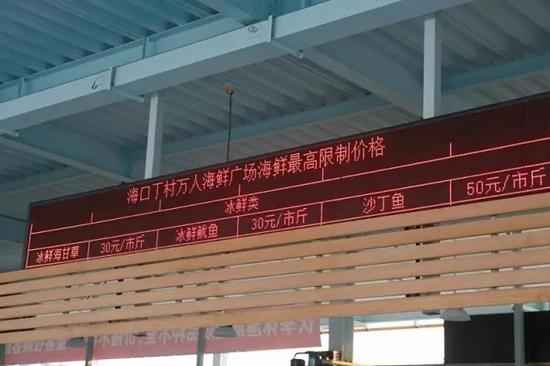 海口丁村万人海鲜广场海鲜最高限制价格
冰鲜类
冰鲜海甘草 30元/市斤 冰鲜鱿鱼 30元/市斤 沙丁鱼 50元/市斤